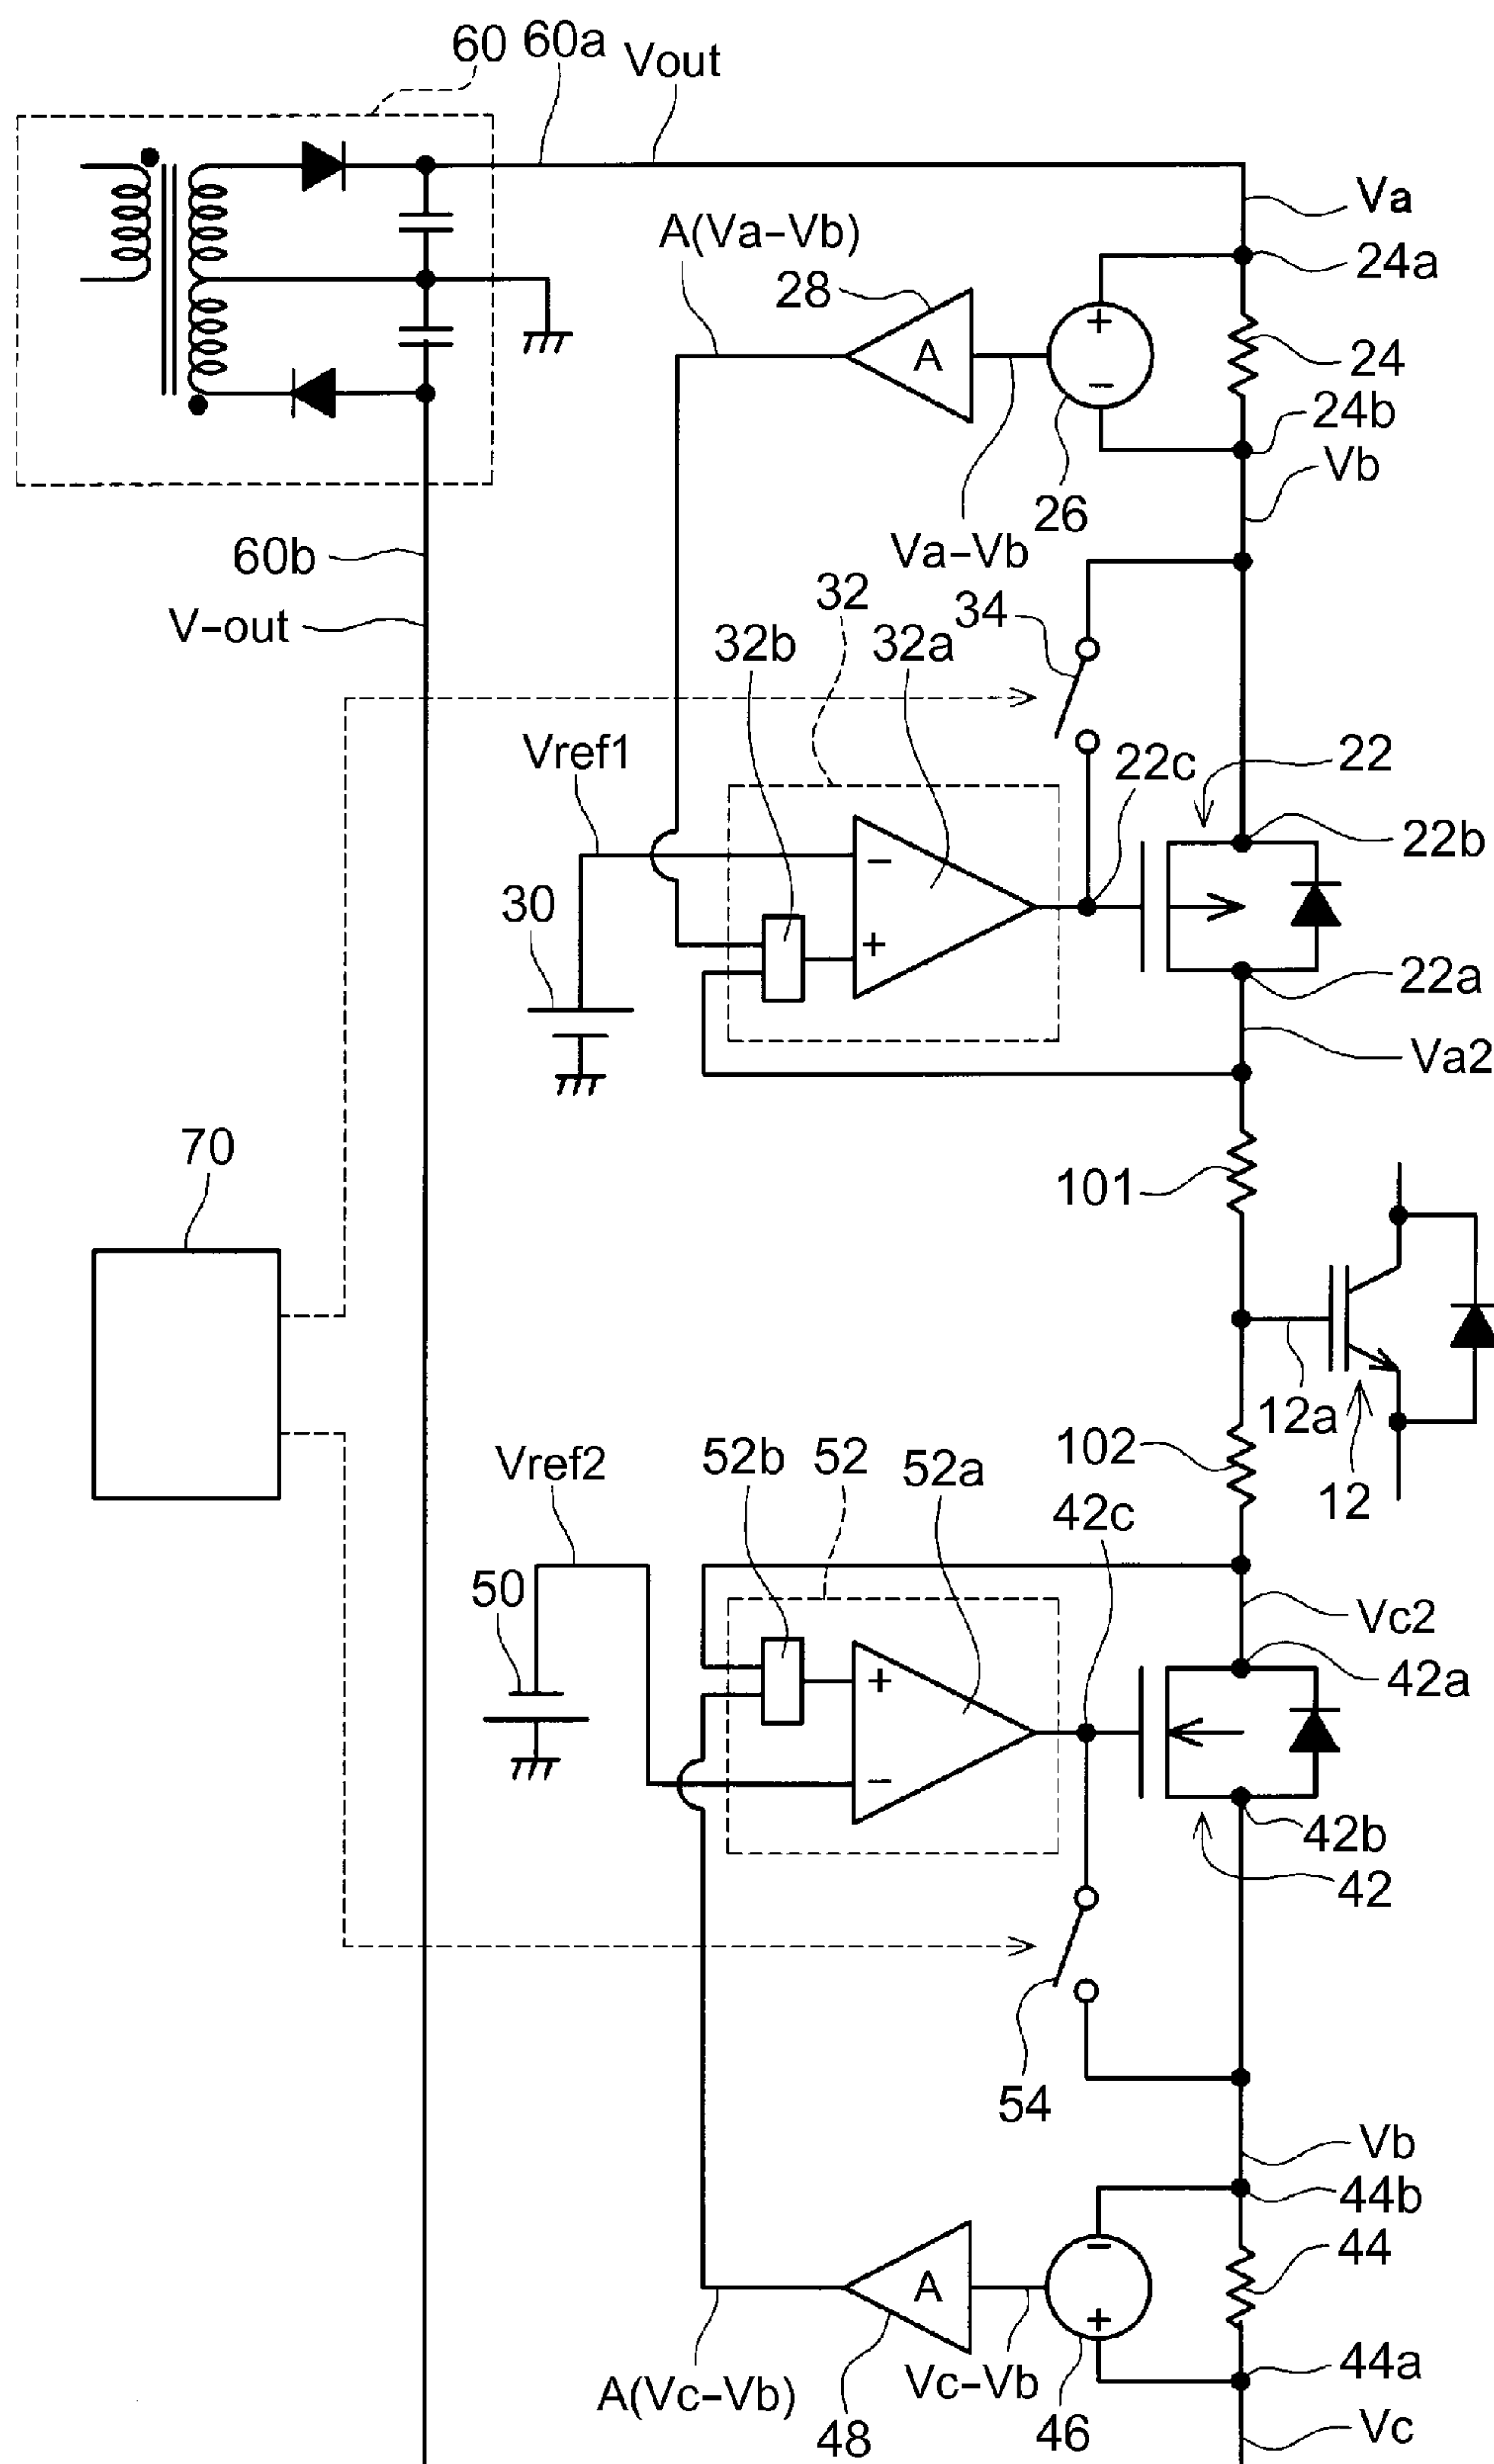 60 60a Vout
Va
A(Va-Vb)
28
24a
+
A
24
−
24b
Vb
26
60b
Va-Vb
32
34
V-out
32b 32a
Vref1
22c 22
22b
−
30
+
22a
Va2
70
101
12a
102
Vref2 52b 52 52a
12
42c
50
Vc2
+
42a
−
42b
42
54
Vb
44b
−
44
A
+
44a
Vc-Vb
A(Vc-Vb)
48 46
Vc